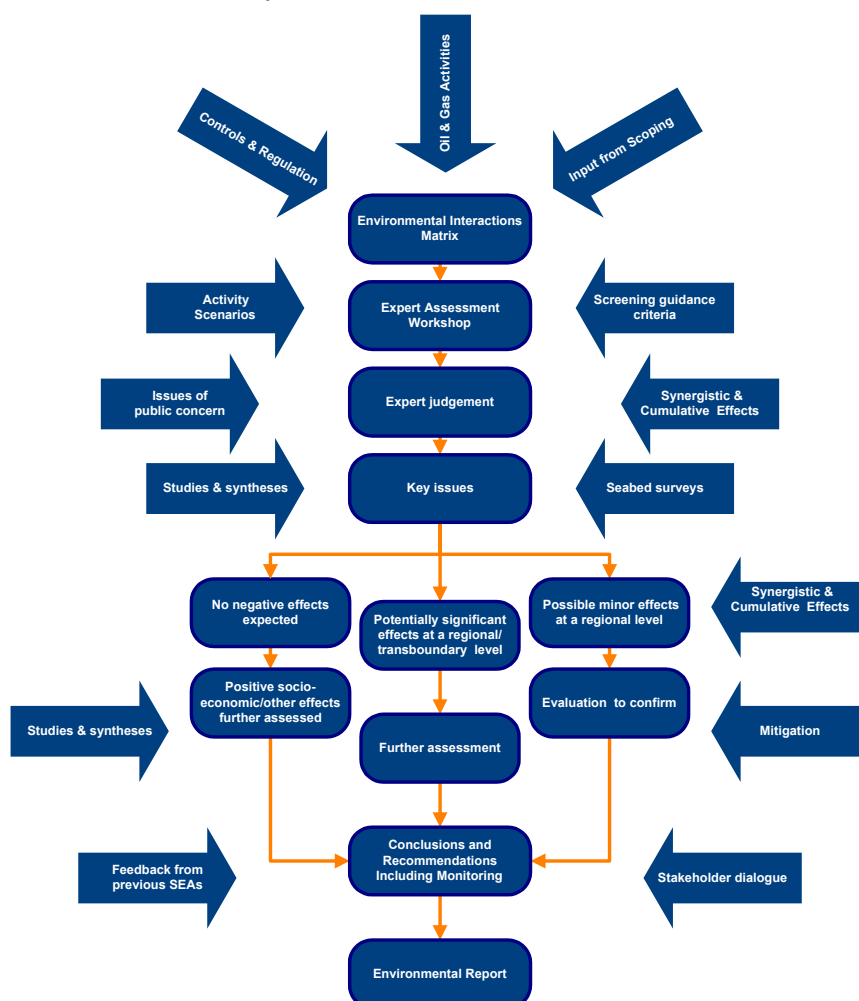 Oil & Gas Activities
Controls & Regulation
Input from Scoping
Environmental Interactions
Matrix
Activity
Scenarios
Expert Assessment
Workshop
Screening guidance
criteria
Issues of
public concern
Expert judgement
Synergistic &
Cumulative Effects
Studies & syntheses
Key issues
Seabed surveys
No negative effects
expected
Potentially significant
effects at a regional/
transboundary level
Possible minor effects
at a regional level
Synergistic &
Cumulative Effects
Positive socio-
economic/other effects
further assessed
Evaluation to confirm
Studies & syntheses
Further assessment
Mitigation
Feedback from
previous SEAs
Conclusions and
Recommendations
Including Monitoring
Stakeholder dialogue
Environmental Report